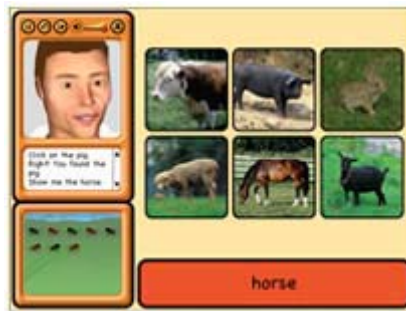 Click on the pig.
Right! You found the
pig.
Show me the horse.
horse